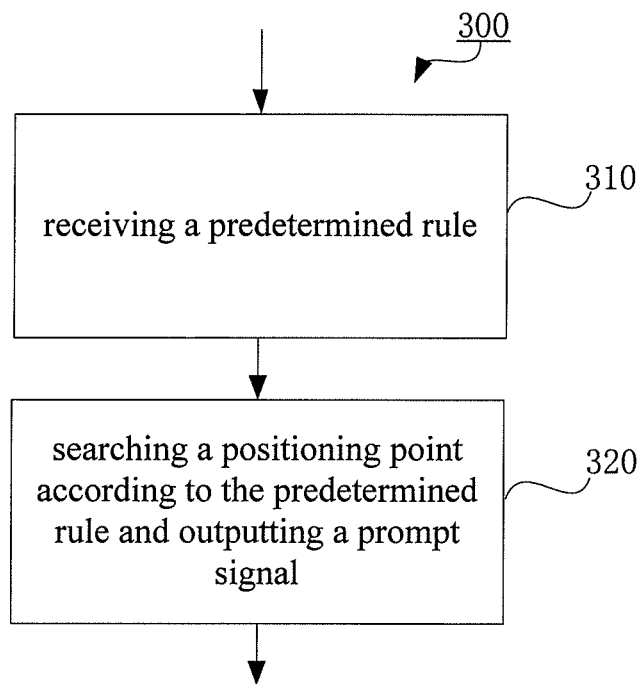 300
receiving a predetermined rule
310
searching a positioning point
according to the predetermined
rule and outputting a prompt
signal
320